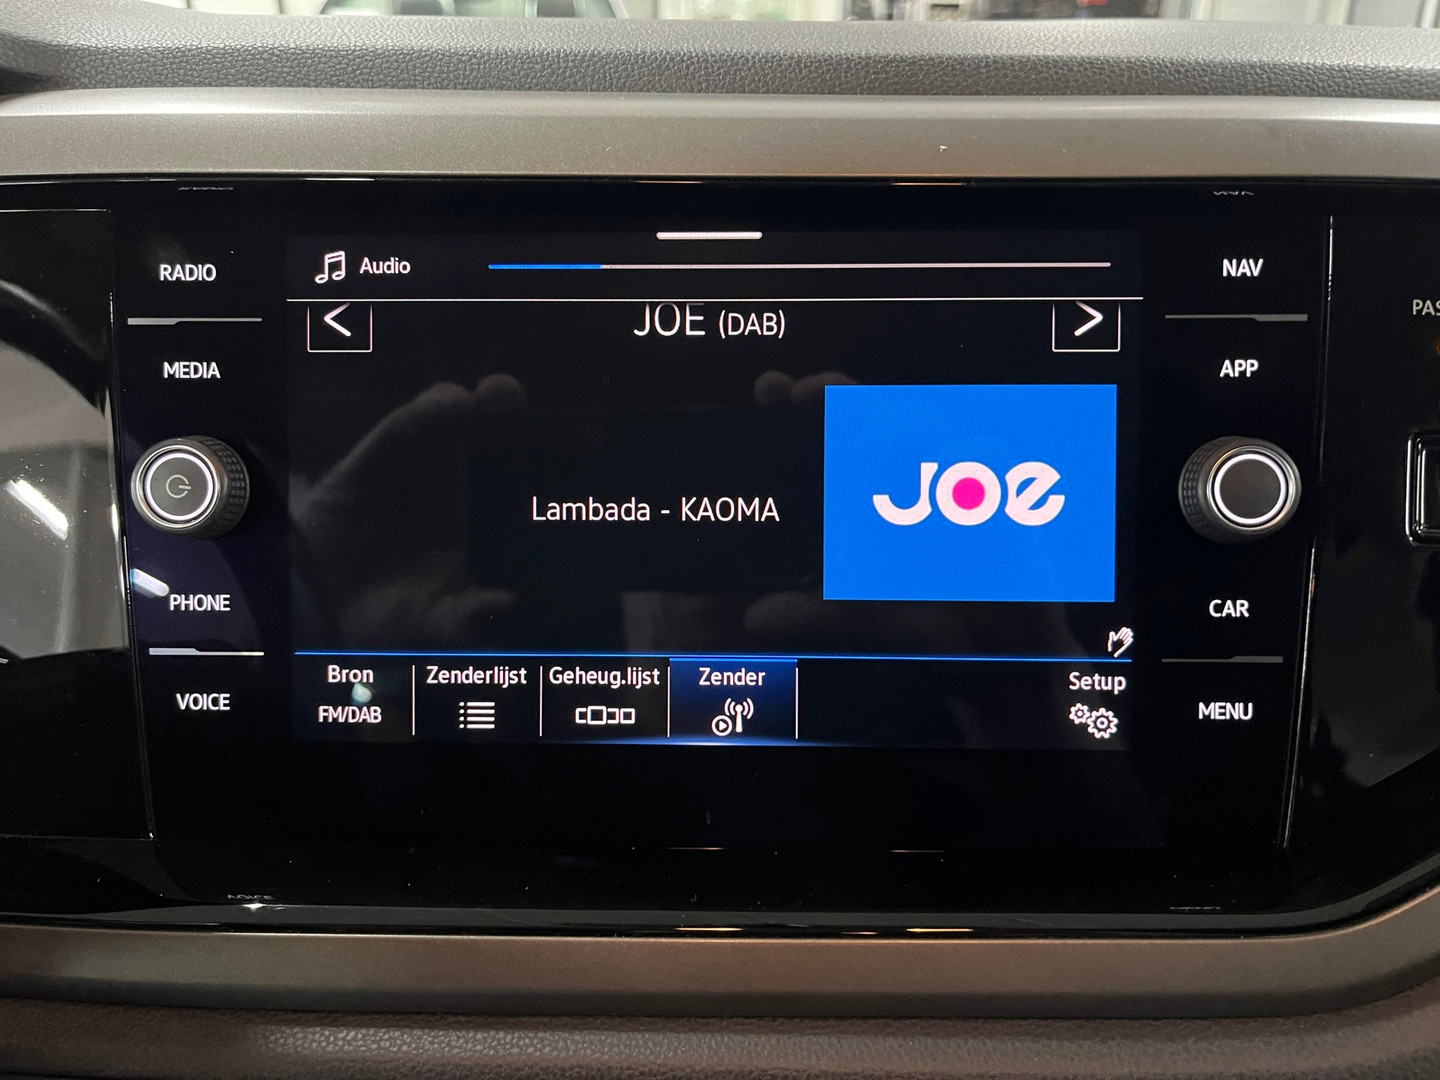 RADIO
MEDIA
PHONE
VOICE
Audio
JOE (DAB)
Lambada - KAOMA
JOe
Bron
FM/DAB
Zenderlijst
Geheug.lijst
Zender
Setup
NAV
APP
CAR
MENU
PAS